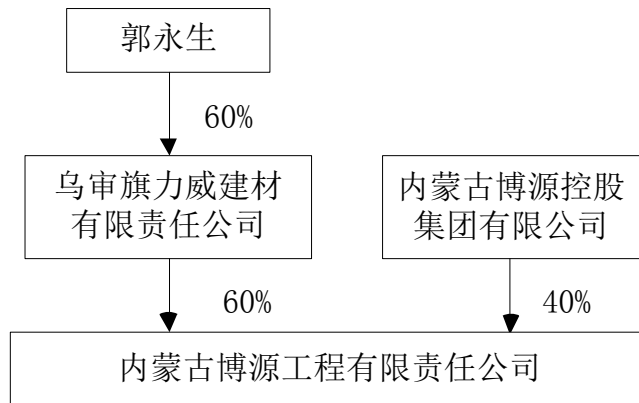 郭永生
60%
乌审旗力威建材
有限责任公司
内蒙古博源控股
集团有限公司
60%
40%
内蒙古博源工程有限责任公司